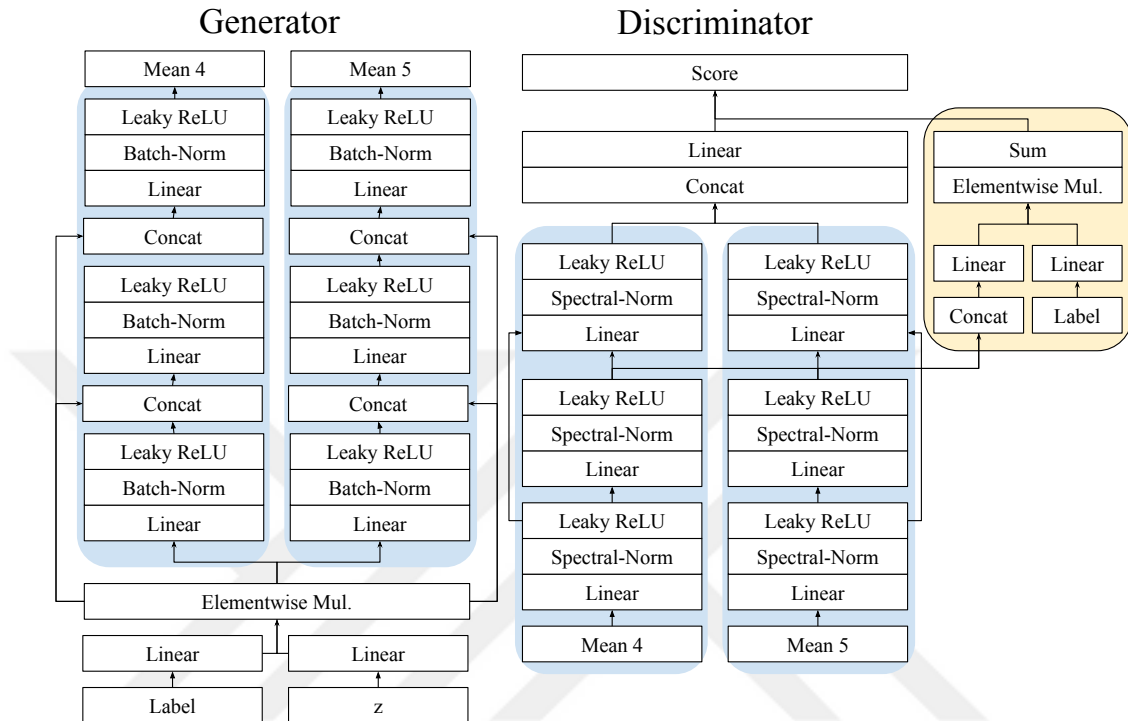 Generator
Mean 4
Mean 5
Leaky ReLU
Leaky ReLU
Batch-Norm
Batch-Norm
Linear
Linear
Concat
Concat
Leaky ReLU
Leaky ReLU
Batch-Norm
Batch-Norm
Linear
Linear
Concat
Concat
Leaky ReLU
Leaky ReLU
Batch-Norm
Batch-Norm
Linear
Linear
Elementwise Mul.
Linear
Linear
Label
z
Discriminator
Score
Linear
Concat
Leaky ReLU
Leaky ReLU
Spectral-Norm
Spectral-Norm
Linear
Linear
Leaky ReLU
Leaky ReLU
Spectral-Norm
Spectral-Norm
Linear
Linear
Leaky ReLU
Leaky ReLU
Spectral-Norm
Spectral-Norm
Linear
Linear
Mean 4
Mean 5
Sum
Elementwise Mul.
Linear
Linear
Concat
Label